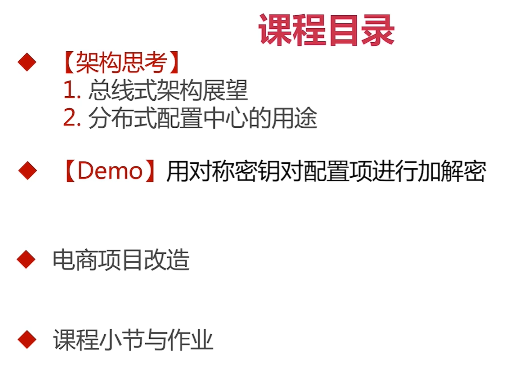 课程目录
【架构思考】
1. 总线式架构展望
2. 分布式配置中心的用途
【Demo】用对称密钥对配置项进行加解密
电商项目改造
课程小节与作业